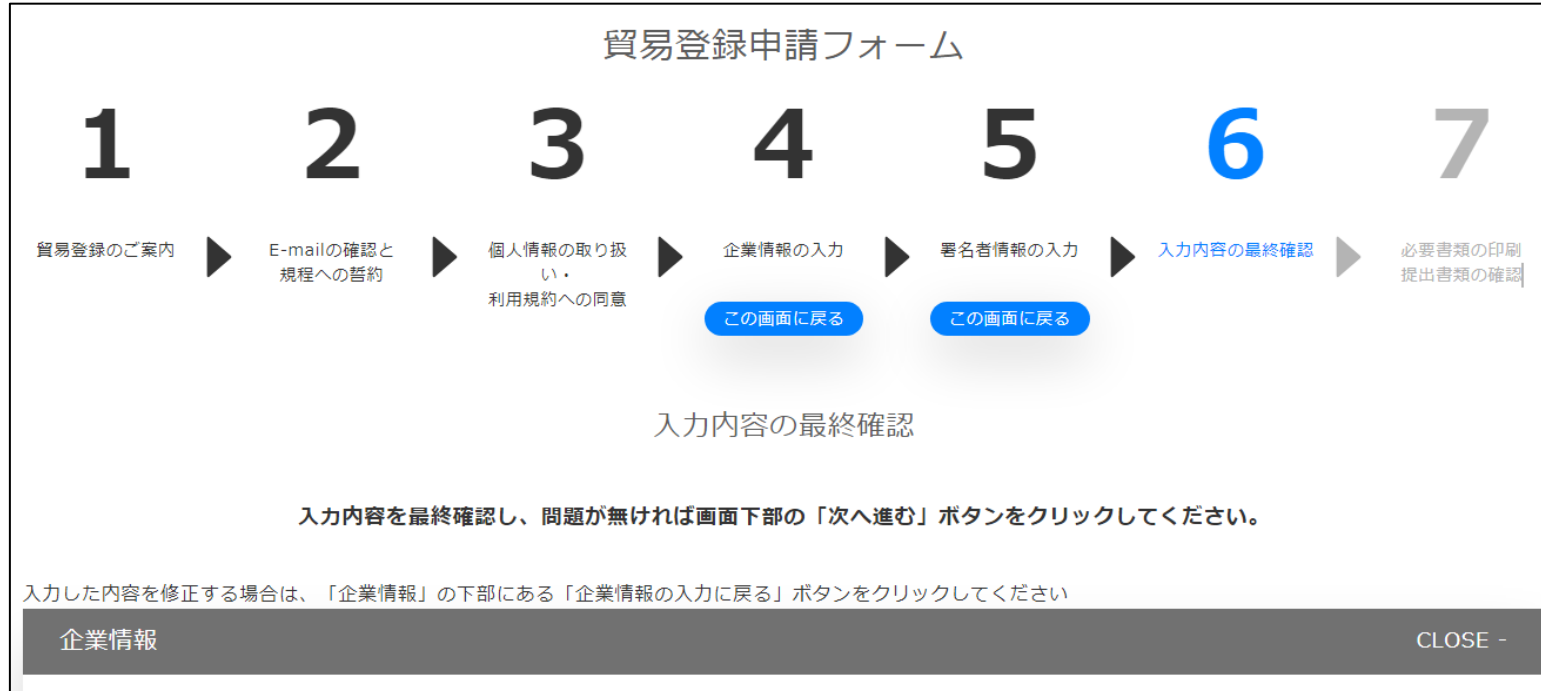 貿易登録申請フォーム
1
2
3
4
5
6
7
貿易登録のご案内
E-mailの確認と
規程への誓約
個人情報の取り扱
い・
利用規約への同意
企業情報の入力
署名者情報の入力
入力内容の最終確認
必要書類の印刷
提出書類の確認
この画面に戻る
この画面に戻る
入力内容の最終確認
入力内容を最終確認し、問題が無ければ画面下部の「次へ進む」ボタンをクリックしてください。
入力した内容を修正する場合は、「企業情報」の下部にある「企業情報の入力に戻る」ボタンをクリックしてください
企業情報
CLOSE -